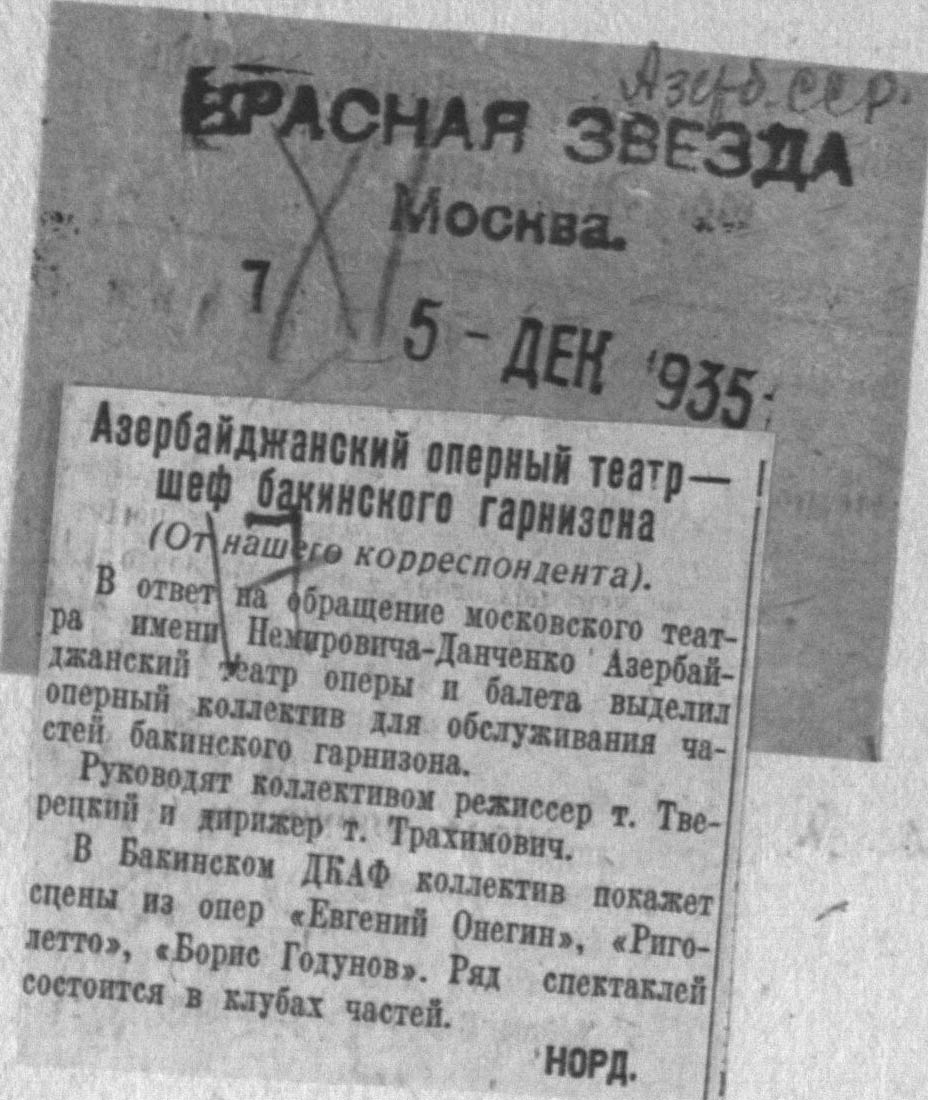 Азерб. ССР.
КРАСНАЯ ЗВЕЗДА
Москва.
7 XI
5 - ДЕК 935
Азербайджанский оперный театр—
шеф бакинского гарнизона
(От нашего корреспондента).
В ответ на обращение московского теат-
ра имени Немировича-Данченко Азербай-
джанский театр оперы и балета выделил
оперный коллектив для обслуживания ча-
стей бакинского гарнизона.
Руководят коллективом режиссер т. Тве-
рецкий и дирижер т. Трахимович.
В Бакинском ДКАФ коллектив покажет
сцены из опер «Евгений Онегин», «Риго-
летто», «Борис Годунов». Ряд спектаклей
состоится в клубах частей.
НОРД.